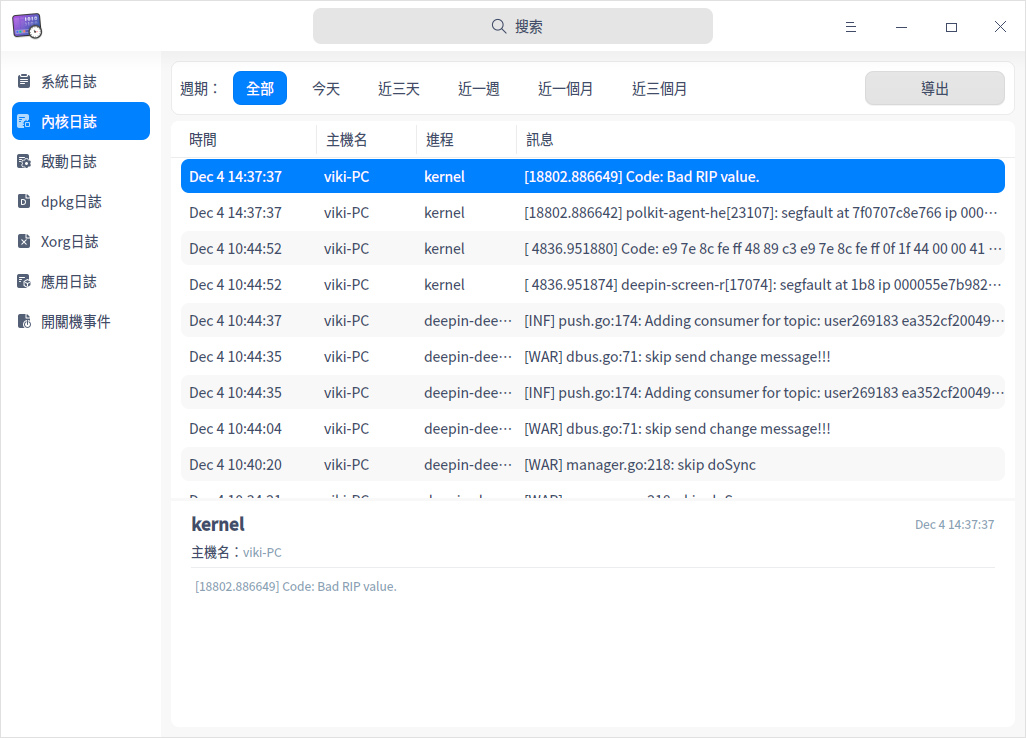 搜索
系統日誌
內核日誌
啟動日誌
dpkg日誌
Xorg日誌
應用日誌
開關機事件
週期： 全部 今天 近三天 近一週 近一個月 近三個月 導出
時間 主機名 進程 訊息
Dec 4 14:37:37 viki-PC kernel [18802.886649] Code: Bad RIP value.
Dec 4 14:37:37 viki-PC kernel [18802.886642] polkit-agent-he[23107]: segfault at 7f0707c8e766 ip 000···
Dec 4 10:44:52 viki-PC kernel [ 4836.951880] Code: e9 7e 8c fe ff 48 89 c3 e9 7e 8c fe ff 0f 1f 44 00 00 41 ···
Dec 4 10:44:52 viki-PC kernel [ 4836.951874] deepin-screen-r[17074]: segfault at 1b8 ip 000055e7b982···
Dec 4 10:44:37 viki-PC deepin-dee··· [INF] push.go:174: Adding consumer for topic: user269183 ea352cf20049···
Dec 4 10:44:35 viki-PC deepin-dee··· [WAR] dbus.go:71: skip send change message!!!
Dec 4 10:44:35 viki-PC deepin-dee··· [INF] push.go:174: Adding consumer for topic: user269183 ea352cf20049···
Dec 4 10:44:04 viki-PC deepin-dee··· [WAR] dbus.go:71: skip send change message!!!
Dec 4 10:40:20 viki-PC deepin-dee··· [WAR] manager.go:218: skip doSync
kernel Dec 4 14:37:37
主機名：viki-PC
[18802.886649] Code: Bad RIP value.